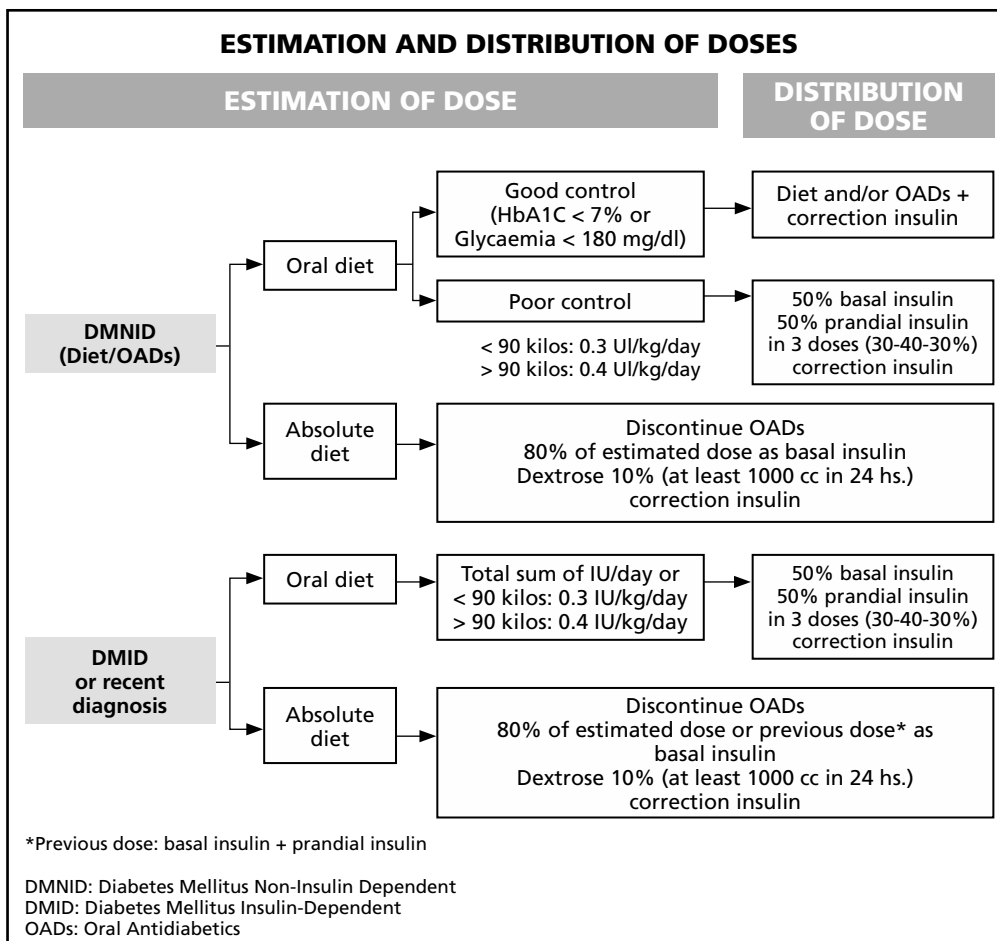 ESTIMATION AND DISTRIBUTION OF DOSES
ESTIMATION OF DOSE
DISTRIBUTION
OF DOSE
DMNID
(Diet/OADs)
Oral diet
Good control
(HbA1C < 7% or
Glycaemia < 180 mg/dl)
Diet and/or OADs +
correction insulin
Poor control
< 90 kilos: 0.3 Ul/kg/day
> 90 kilos: 0.4 Ul/kg/day
50% basal insulin
50% prandial insulin
in 3 doses (30-40-30%)
correction insulin
Absolute
diet
Discontinue OADs
80% of estimated dose as basal insulin
Dextrose 10% (at least 1000 cc in 24 hs.)
correction insulin
DMID
or recent
diagnosis
Oral diet
Total sum of IU/day or
< 90 kilos: 0.3 IU/kg/day
> 90 kilos: 0.4 IU/kg/day
50% basal insulin
50% prandial insulin
in 3 doses (30-40-30%)
correction insulin
Absolute
diet
Discontinue OADs
80% of estimated dose or previous dose* as
basal insulin
Dextrose 10% (at least 1000 cc in 24 hs.)
correction insulin
*Previous dose: basal insulin + prandial insulin
DMNID: Diabetes Mellitus Non-Insulin Dependent
DMID: Diabetes Mellitus Insulin-Dependent
OADs: Oral Antidiabetics